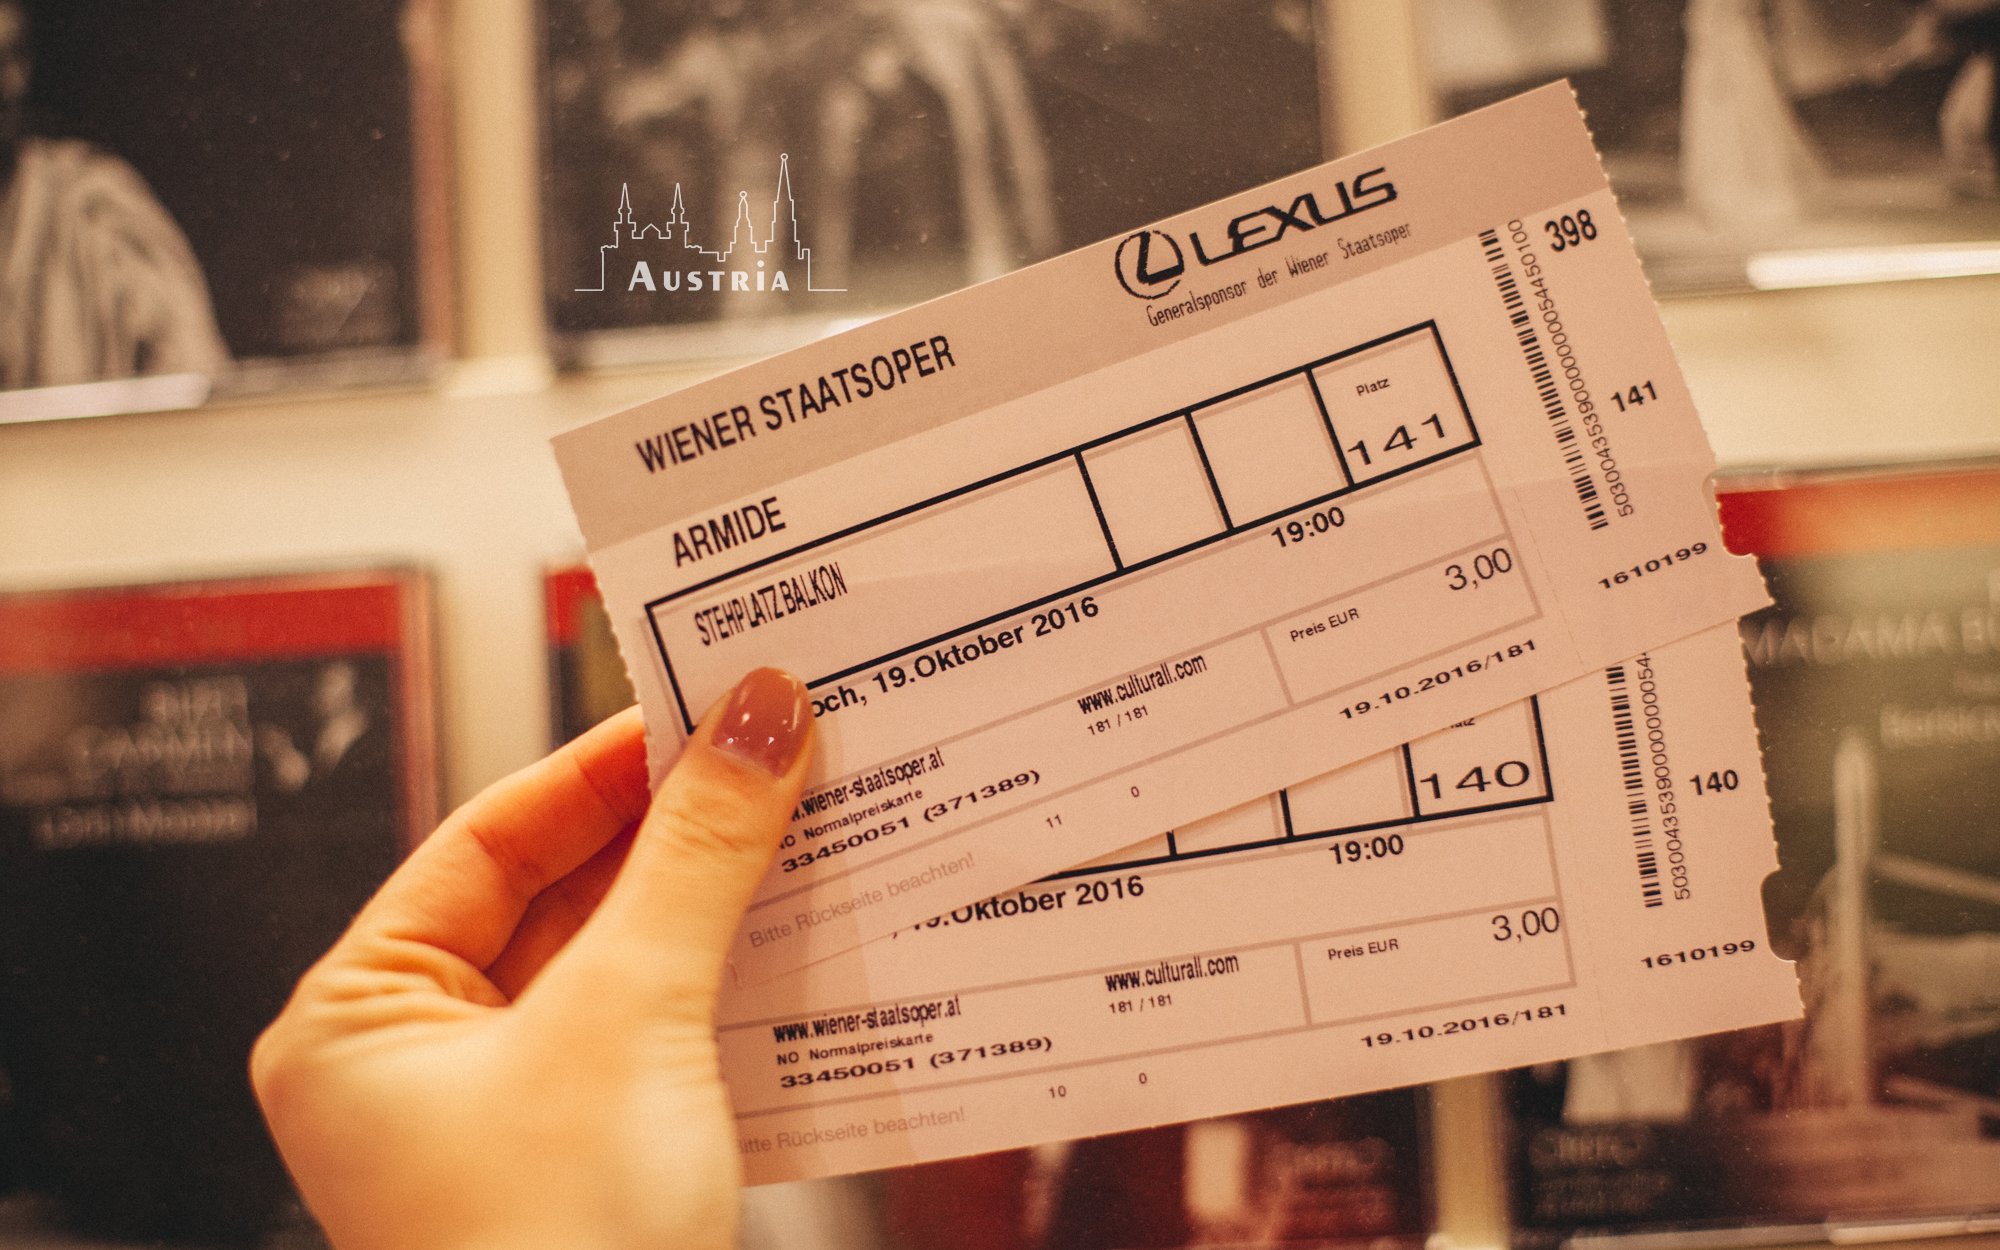 AUSTRIA
LEXUS
Generalsponsor der Wiener Staatsoper
WIENER STAATSOPER
ARMIDE
STEHPLATZ BALKON
Platz
141
och, 19.Oktober 2016
19:00
www.wiener-staatsoper.at
www.culturall.com
181 / 181
Preis EUR
3,00
NO Normalpreiskarte
33450051 (371389)
19.10.2016/181
Bitte Rückseite beachten!
11
0
398
141
1610199
140
19.Oktober 2016
19:00
www.wiener-staatsoper.at
www.culturall.com
181 / 181
Preis EUR
3,00
NO Normalpreiskarte
33450051 (371389)
19.10.2016/181
Bitte Rückseite beachten!
10
0
140
1610199
CARMEN
MADAMA